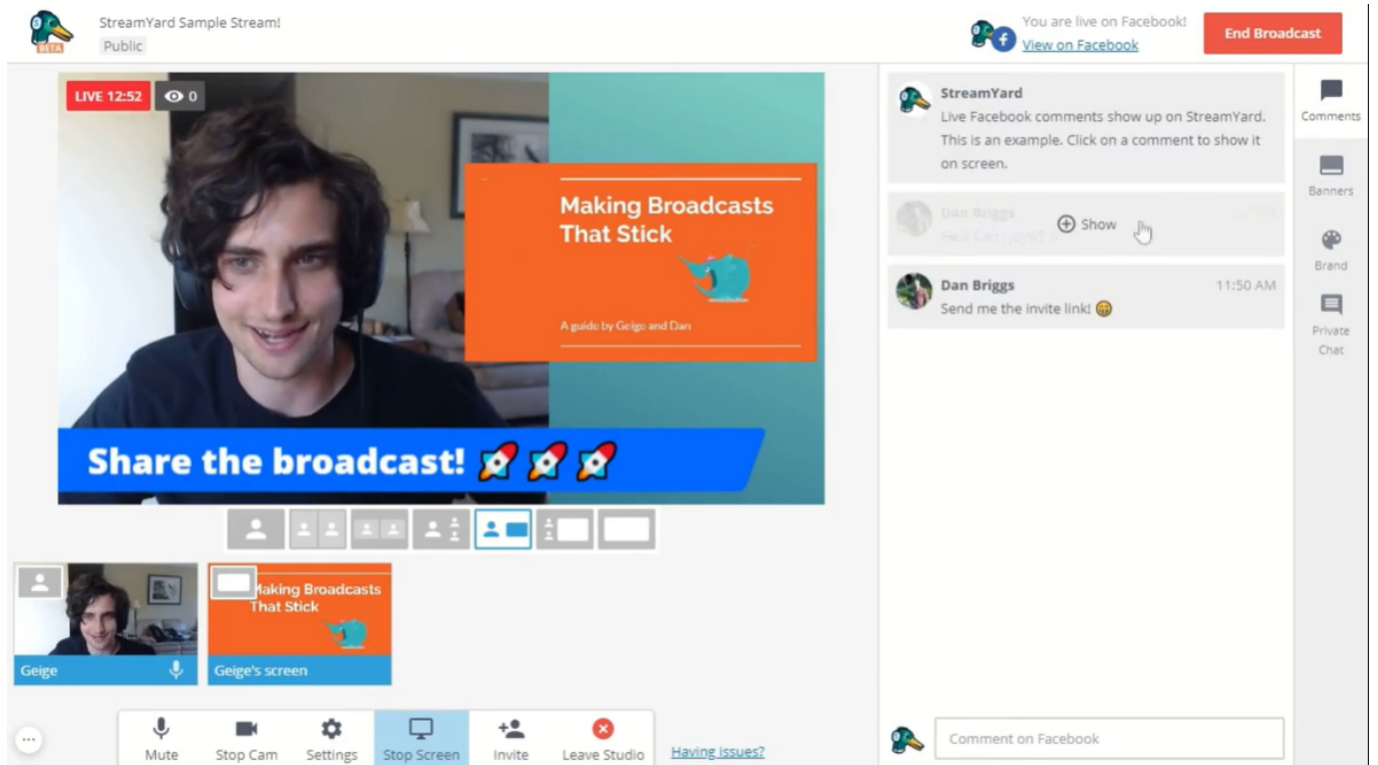 StreamYard Sample Stream!
BETA
Public
You are live on Facebook!
View on Facebook
End Broadcast
LIVE 12:52
0
Making Broadcasts
That Stick
A guide by Geige and Dan
Share the broadcast! 🚀 🚀 🚀
Geige
Making Broadcasts
That Stick
Geige's screen
Mute
Stop Cam
Settings
Stop Screen
Invite
Leave Studio
Having issues?
StreamYard
Live Facebook comments show up on StreamYard.
This is an example. Click on a comment to show it
on screen.
Dan Briggs
Show
Dan Briggs
11:50 AM
Send me the invite link! 😁
Comment on Facebook
Comments
Banners
Brand
Private
Chat